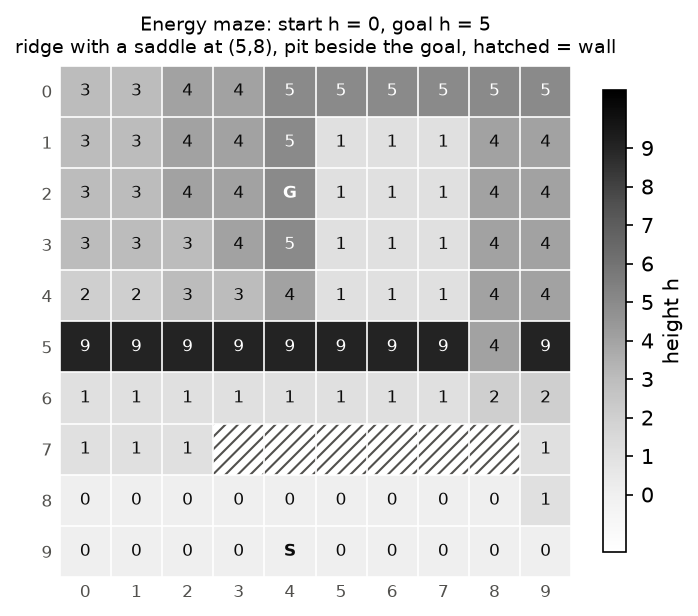 Energy maze: start h = 0, goal h = 5
ridge with a saddle at (5,8), pit beside the goal, hatched = wall
0 3 3 4 4 5 5 5 5 5 5
1 3 3 4 4 5 1 1 1 4 4
2 3 3 4 4 G 1 1 1 4 4
3 3 3 3 4 5 1 1 1 4 4
4 2 2 3 3 4 1 1 1 4 4
5 9 9 9 9 9 9 9 9 4 9
6 1 1 1 1 1 1 1 1 2 2
7 1 1 1 1
8 0 0 0 0 0 0 0 0 0 1
9 0 0 0 0 S 0 0 0 0 0
0 1 2 3 4 5 6 7 8 9
9
8
7
6
5
4
3
2
1
0
height h